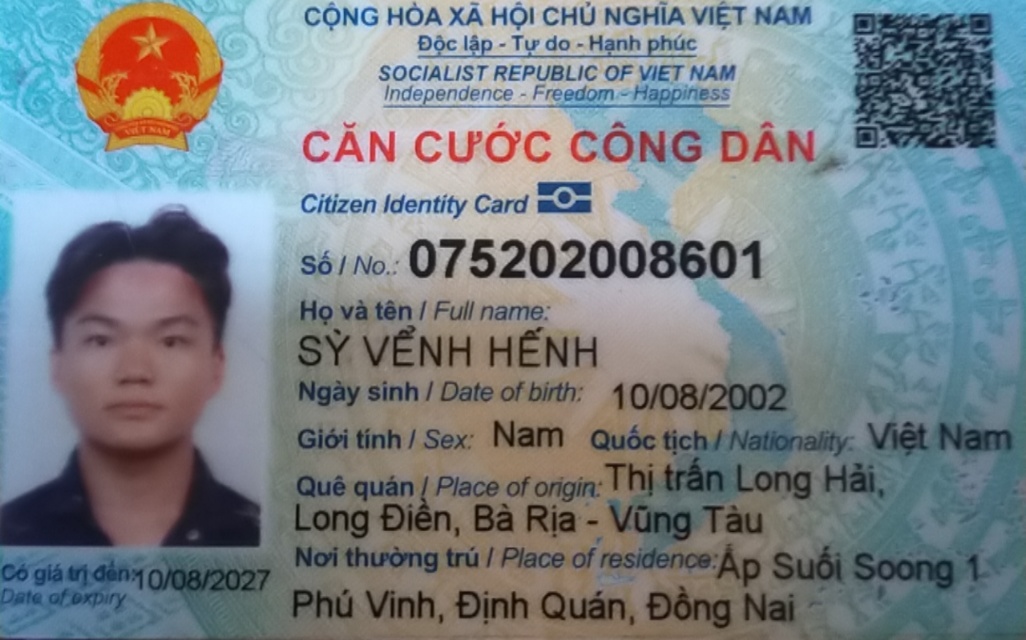 CỘNG HÒA XÃ HỘI CHỦ NGHĨA VIỆT NAM
Độc lập - Tự do - Hạnh phúc
SOCIALIST REPUBLIC OF VIET NAM
Independence - Freedom - Happiness
VIỆT NAM
CĂN CƯỚC CÔNG DÂN
Citizen Identity Card
Số / No.: 075202008601
Họ và tên / Full name:
SỲ VỂNH HẾNH
Ngày sinh / Date of birth: 10/08/2002
Giới tính / Sex: Nam Quốc tịch / Nationality: Việt Nam
Quê quán / Place of origin: Thị trấn Long Hải,
Long Điền, Bà Rịa - Vũng Tàu
Nơi thường trú / Place of residence: Ấp Suối Soong 1
Phú Vinh, Định Quán, Đồng Nai
Có giá trị đến: 10/08/2027
Date of expiry